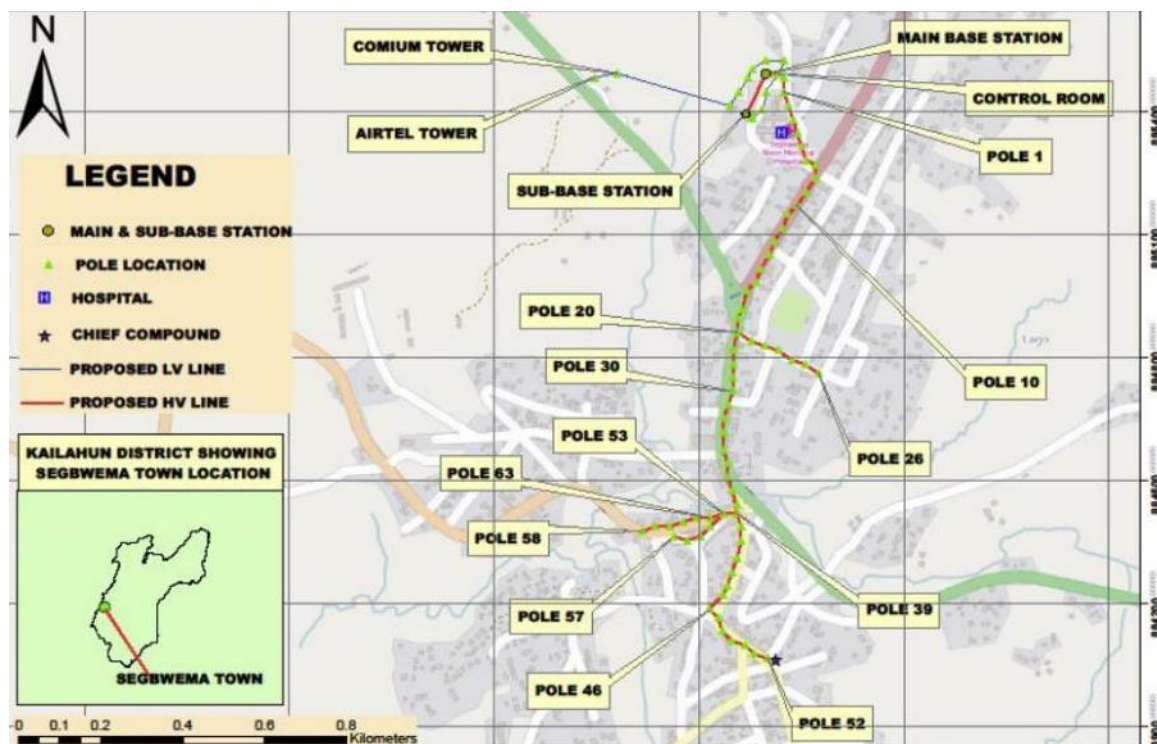 N
COMIUM TOWER
MAIN BASE STATION
CONTROL ROOM
AIRTEL TOWER
POLE 1
SUB-BASE STATION
LEGEND
MAIN & SUB-BASE STATION
POLE LOCATION
H HOSPITAL
CHIEF COMPOUND
PROPOSED LV LINE
PROPOSED HV LINE
H
POLE 20
POLE 30
POLE 10
POLE 53
POLE 26
POLE 63
POLE 58
POLE 57
POLE 39
POLE 46
POLE 52
KAILAHUN DISTRICT SHOWING
SEGBWEMA TOWN LOCATION
SEGBWEMA TOWN
0 0.1 0.2 0.4 0.6 0.8
Kilometers